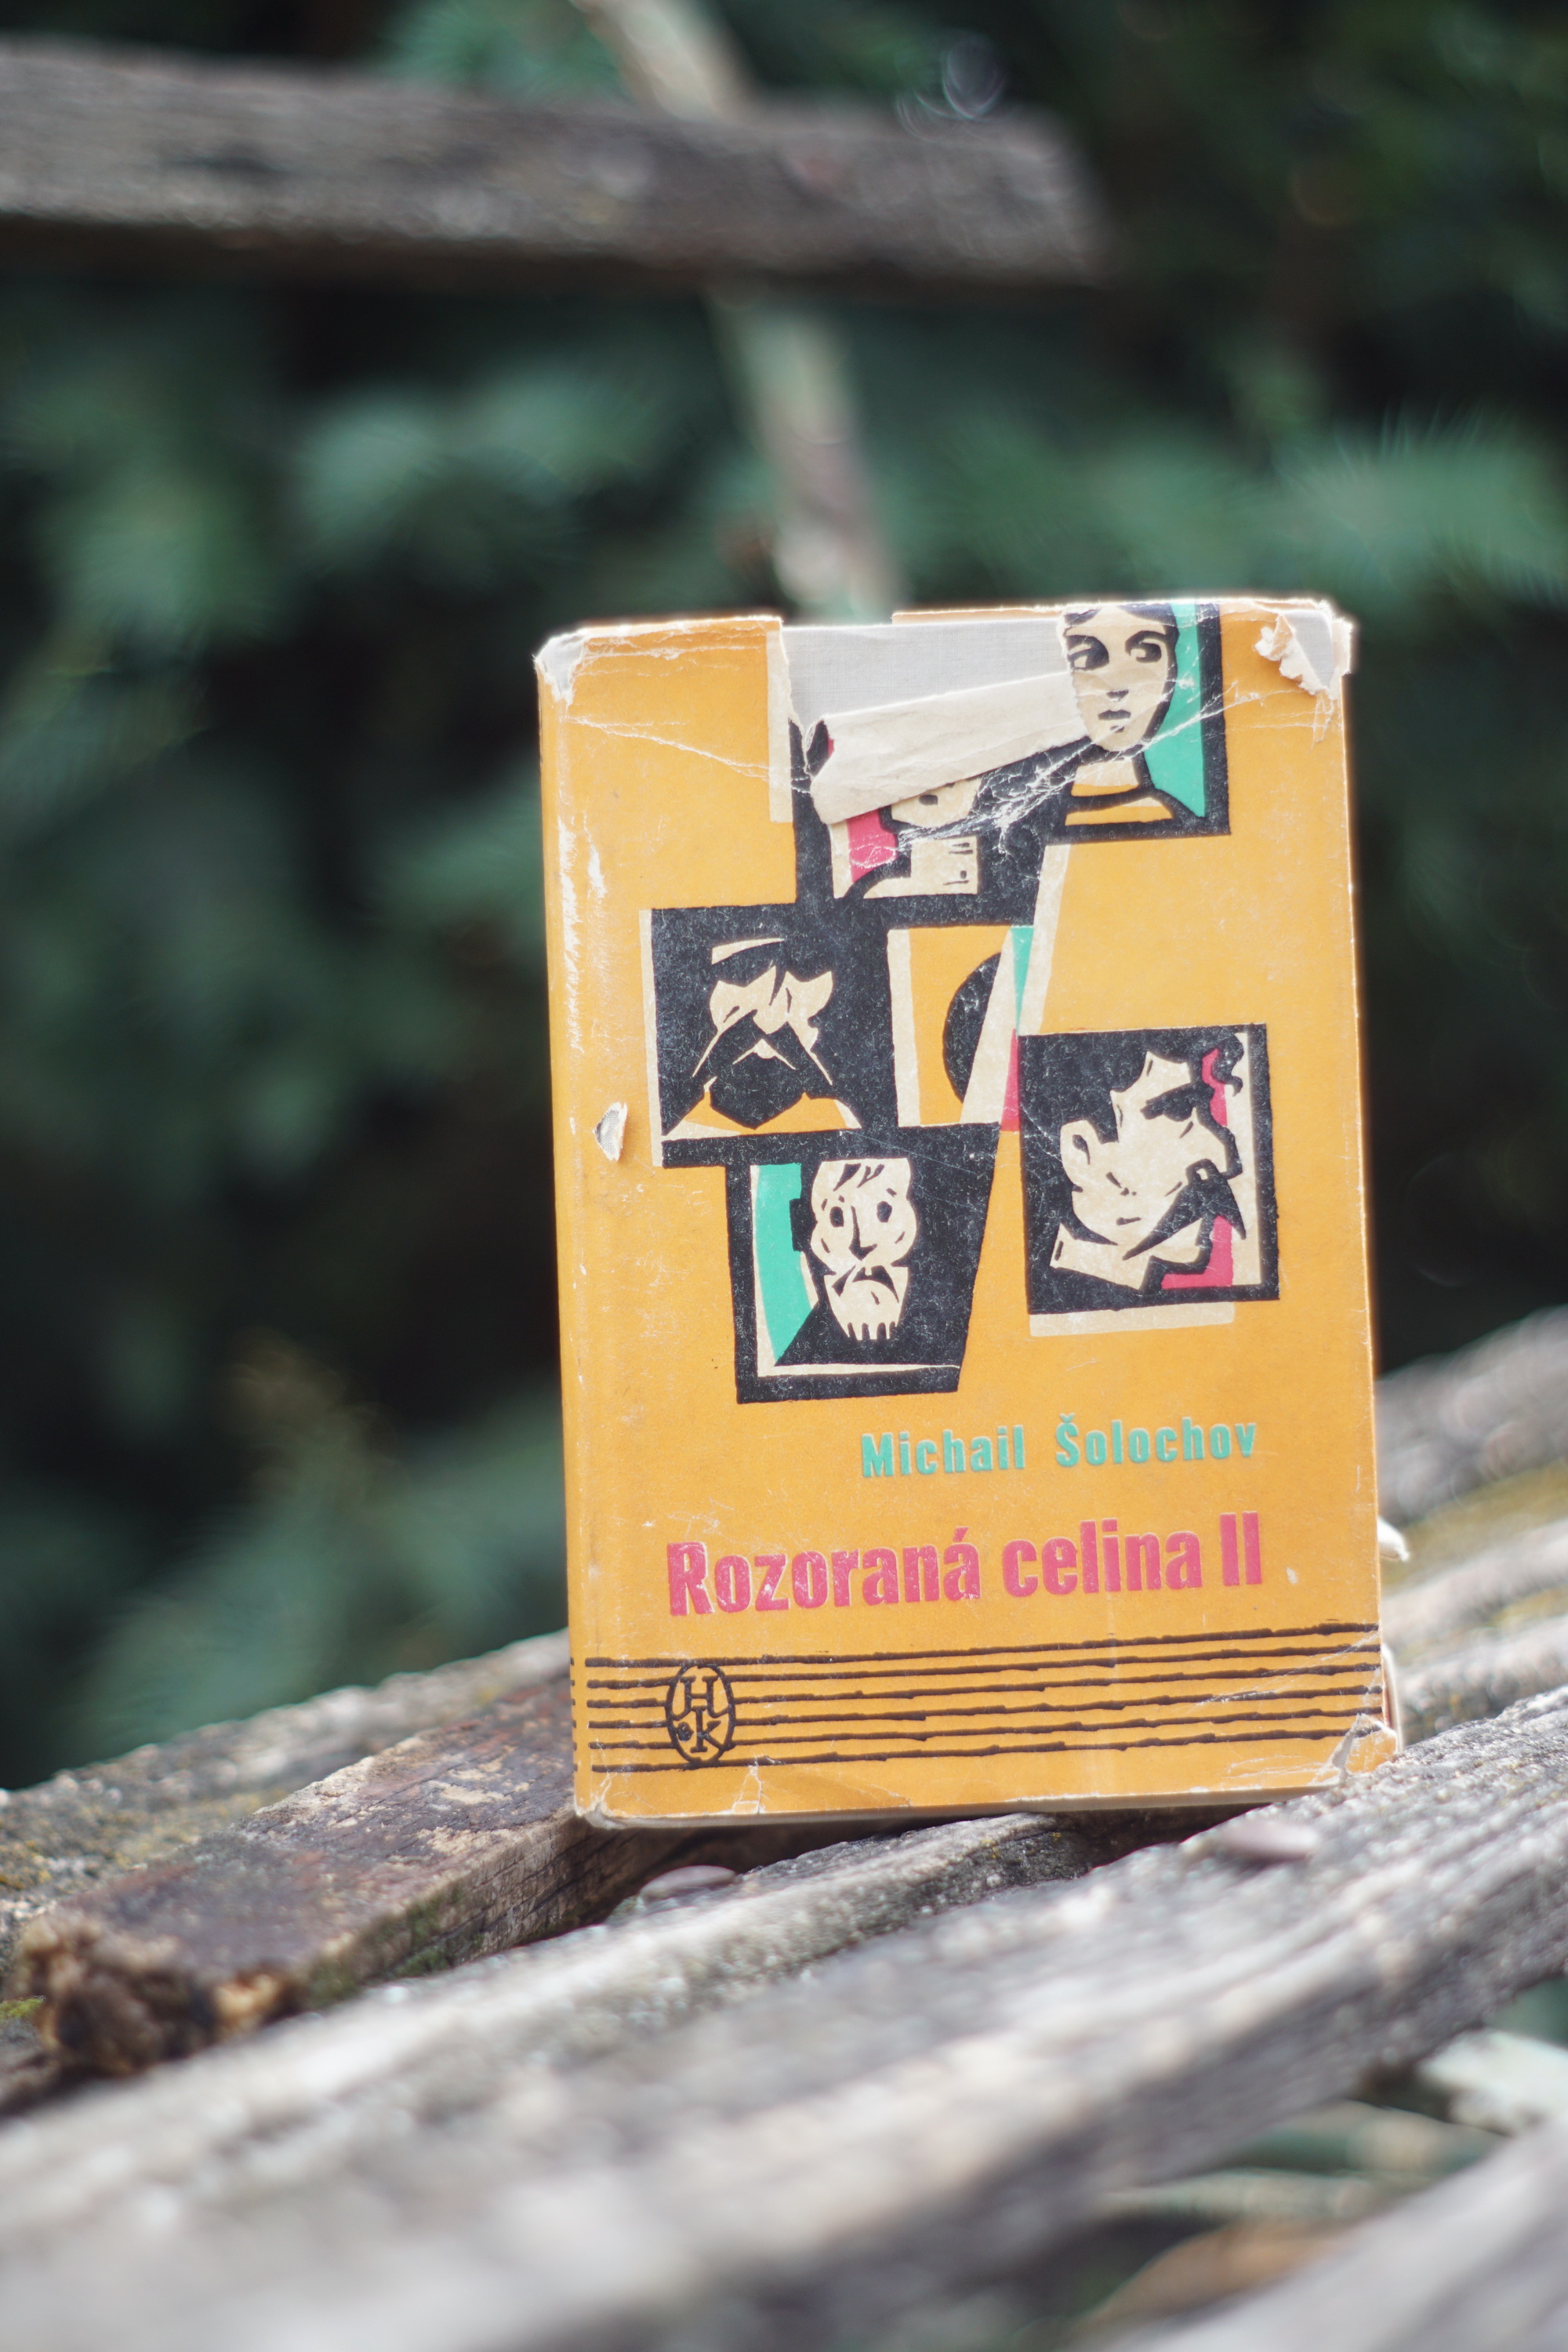 Michail Šolochov
Rozoraná celina II
H
K